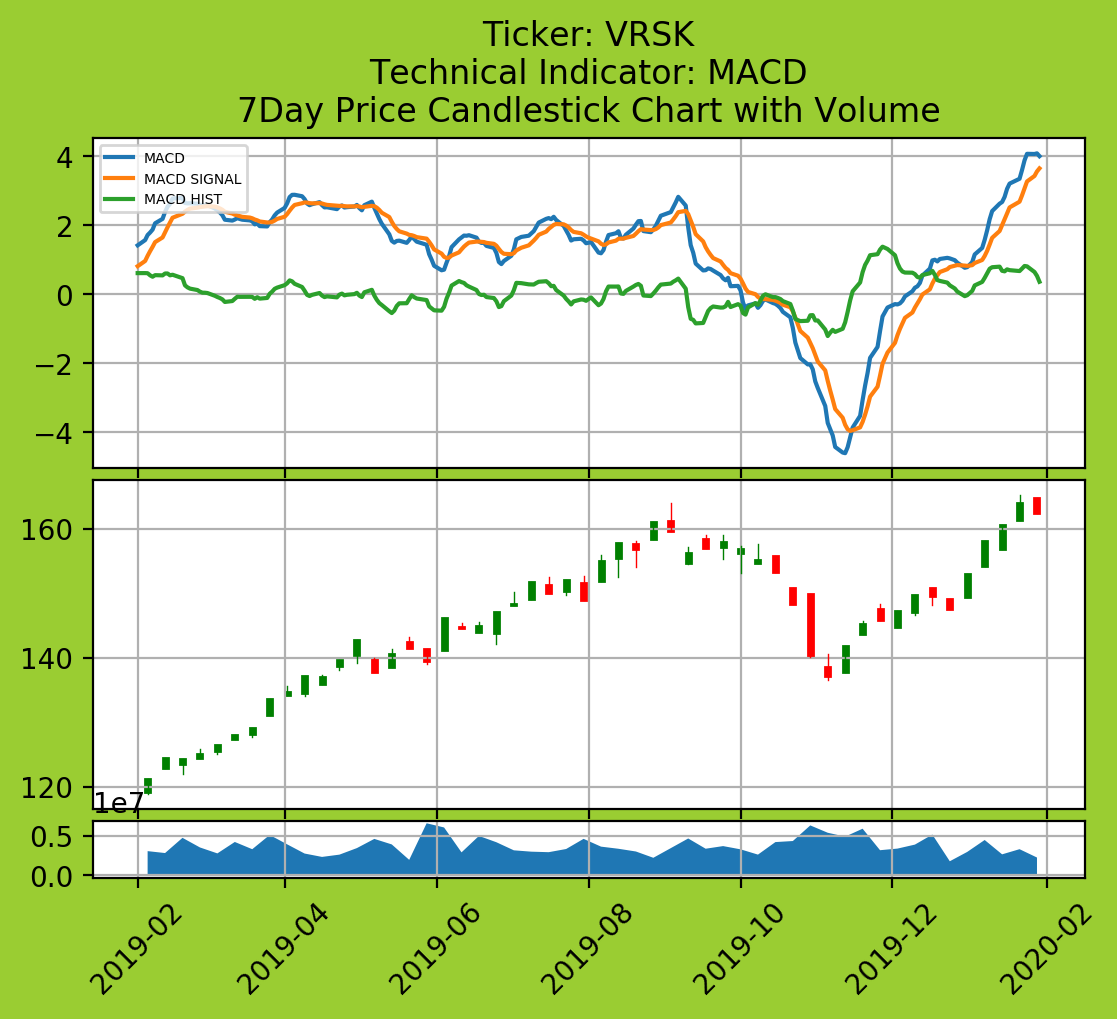 Ticker: VRSK
Technical Indicator: MACD
7Day Price Candlestick Chart with Volume
MACD
MACD SIGNAL
MACD HIST
4
2
0
−2
−4
160
140
120
1e7
0.5
0.0
2019-02
2019-04
2019-06
2019-08
2019-10
2019-12
2020-02